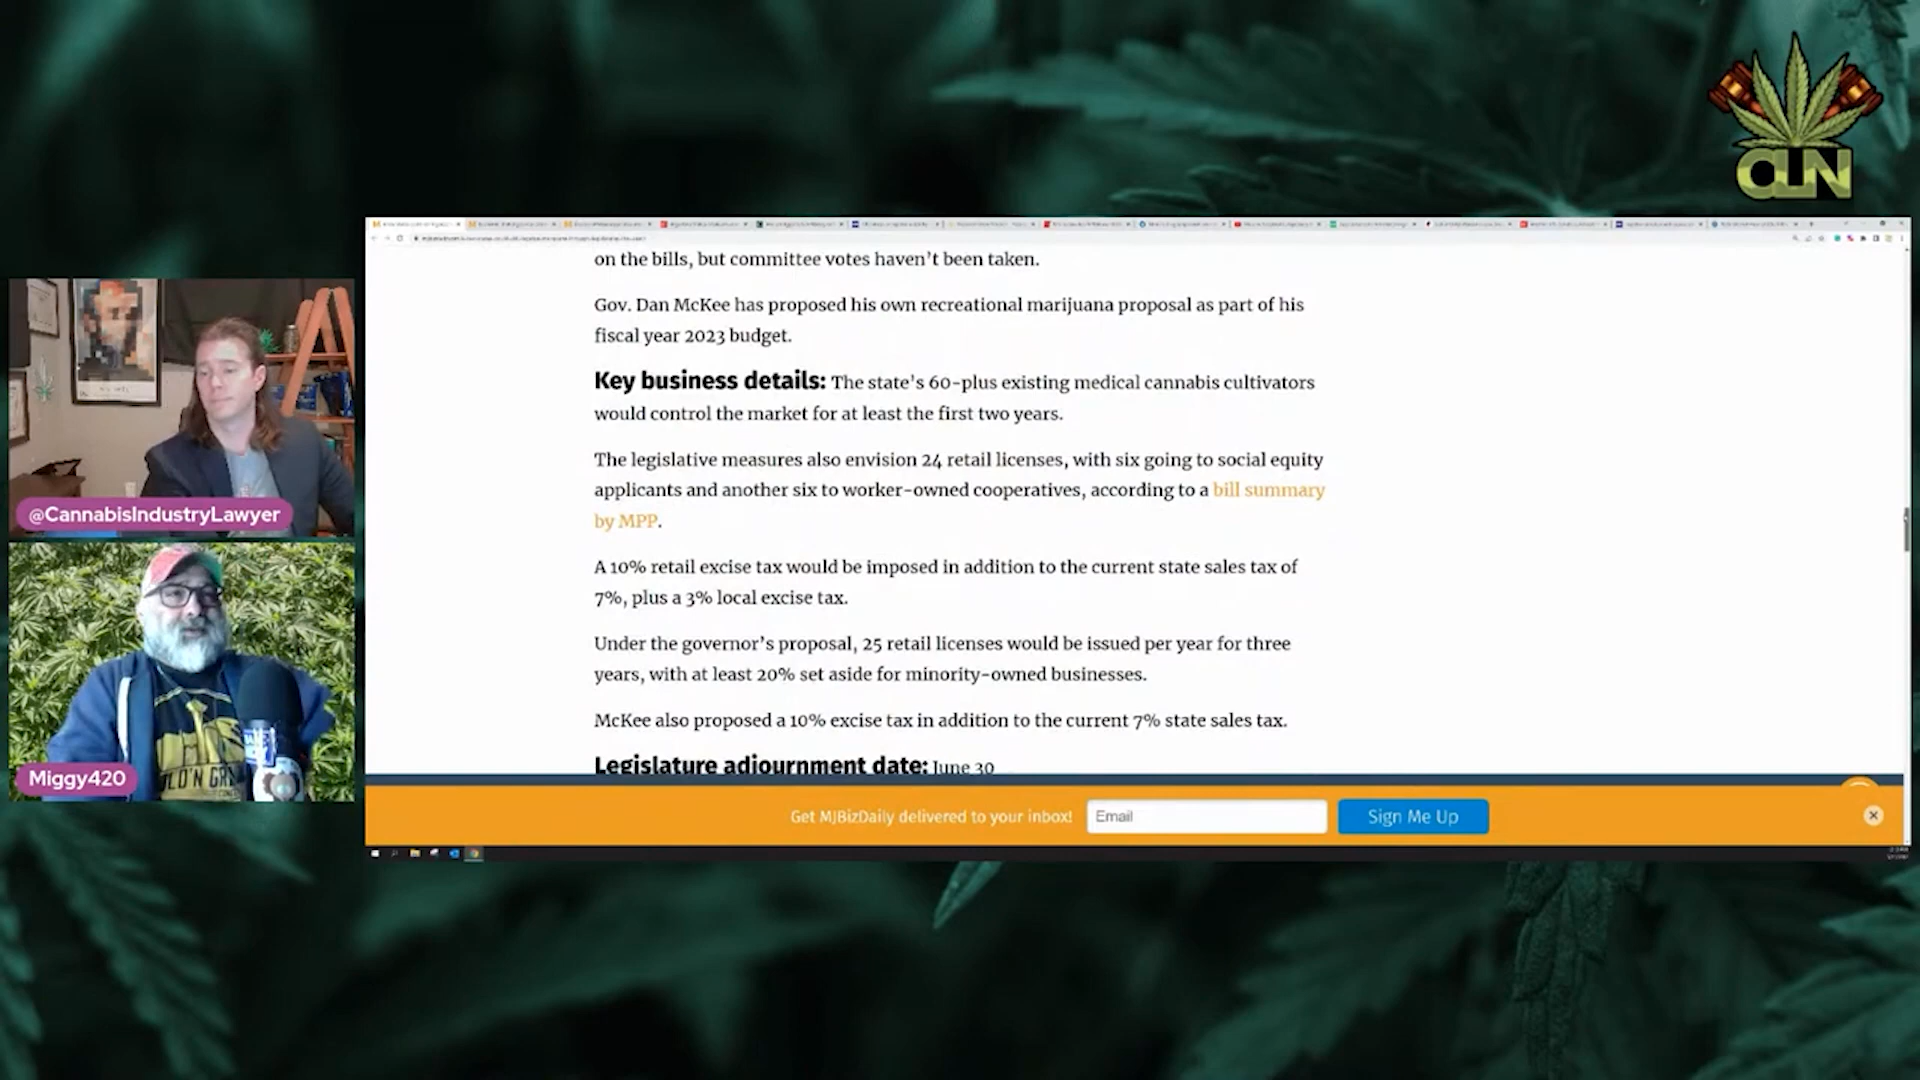 CLN
on the bills, but committee votes haven’t been taken.
Gov. Dan McKee has proposed his own recreational marijuana proposal as part of his
fiscal year 2023 budget.
Key business details: The state’s 60-plus existing medical cannabis cultivators
would control the market for at least the first two years.
The legislative measures also envision 24 retail licenses, with six going to social equity
applicants and another six to worker-owned cooperatives, according to a bill summary
by MPP.
A 10% retail excise tax would be imposed in addition to the current state sales tax of
7%, plus a 3% local excise tax.
Under the governor’s proposal, 25 retail licenses would be issued per year for three
years, with at least 20% set aside for minority-owned businesses.
McKee also proposed a 10% excise tax in addition to the current 7% state sales tax.
Legislature adjournment date: June 30
Get MJBizDaily delivered to your inbox!
Email
Sign Me Up
@CannabisIndustryLawyer
Miggy420